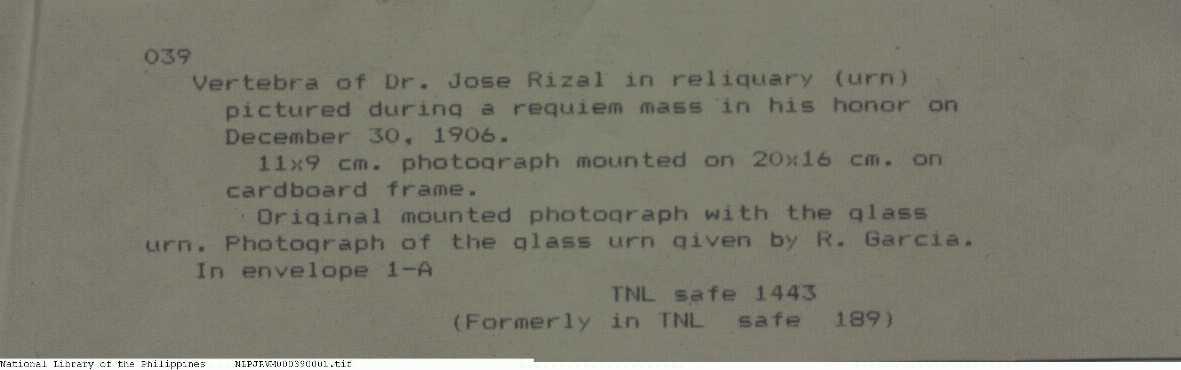 039
Vertebra of Dr. Jose Rizal in reliquary (urn)
pictured during a requiem mass in his honor on
December 30, 1906.
11x9 cm. photograph mounted on 20x16 cm. on
cardboard frame.
Original mounted photograph with the glass
urn. Photograph of the glass urn given by R. Garcia.
In envelope 1-A
TNL safe 1443
(Formerly in TNL safe 189)
National Library of the Philippines NLPJRVM000390001.tif